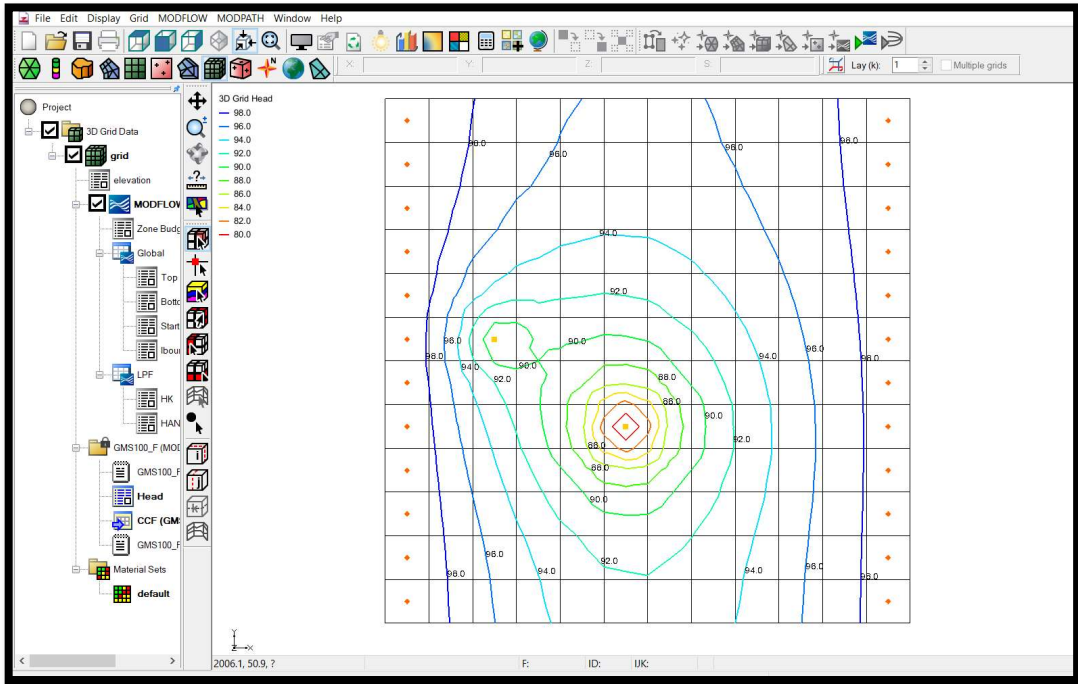 File Edit Display Grid MODFLOW MODPATH Window Help
X: Y: Z: S: Lay (k): 1 Multiple grids
Project
3D Grid Data
grid
elevation
MODFLOW
Zone Budg
Global
Top
Botto
Start
Ibour
LPF
HK
HAN
GMS100_F (MOD
GMS100_F
Head
CCF (GMS
GMS100_F
Material Sets
default
3D Grid Head
98.0
96.0
94.0
92.0
90.0
88.0
86.0
84.0
82.0
80.0
98.0 96.0 96.0 98.0
94.0
92.0
96.0 90.0 96.0
98.0 94.0 98.0
94.0 90.0
92.0 88.0
88.0 90.0
92.0
86.0
86.0
90.0
96.0 92.0
98.0 94.0 94.0 96.0 98.0
Y
Z X
2006.1, 50.9, ? F: ID: IJK: